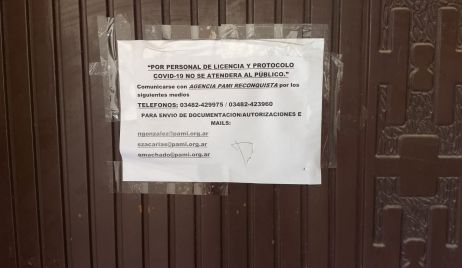 "POR PERSONAL DE LICENCIA Y PROTOCOLO
COVID-19 NO SE ATENDERA AL PÚBLICO."
Comunicarse con AGENCIA PAMI RECONQUISTA por los
siguientes medios
TELEFONOS: 03482-429975 / 03482-423960
PARA ENVIO DE DOCUMENTACION/AUTORIZACIONES E
MAILS:
ngonzalez@pami.org.ar
szacarias@pami.org.ar
emachado@pami.org.ar